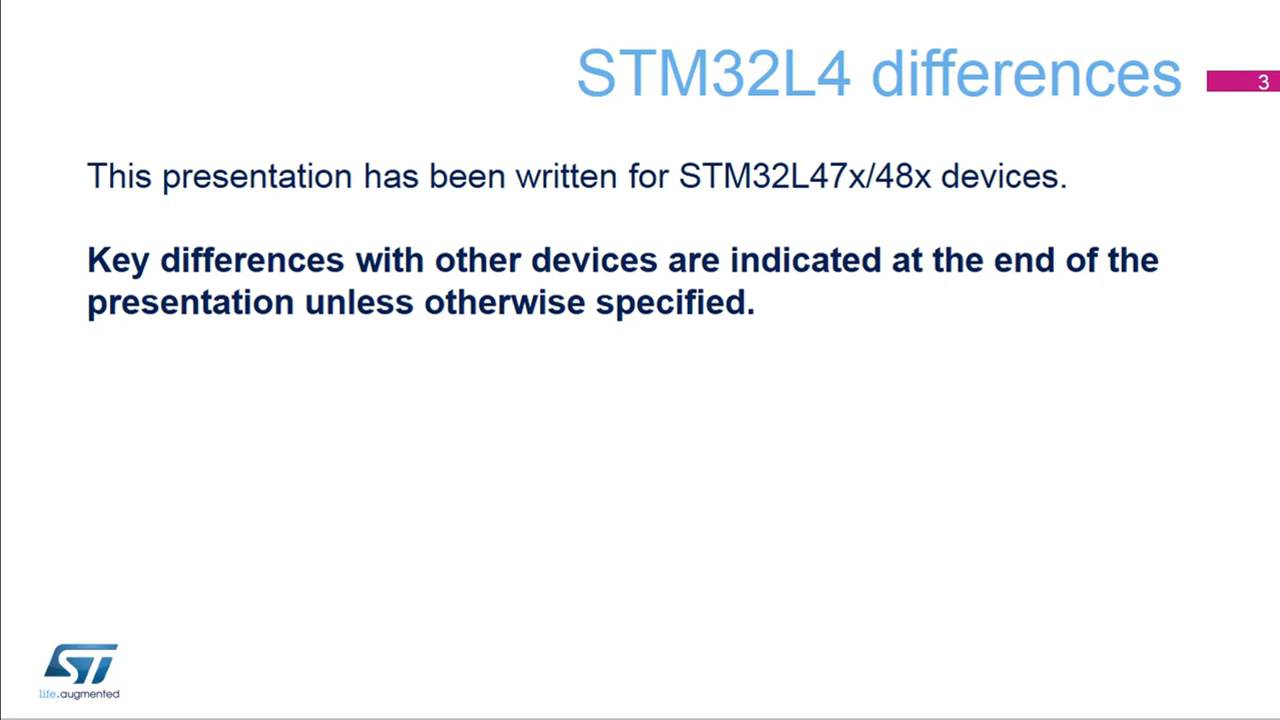 STM32L4 differences
3
This presentation has been written for STM32L47x/48x devices.
Key differences with other devices are indicated at the end of the
presentation unless otherwise specified.
ST
life.augmented